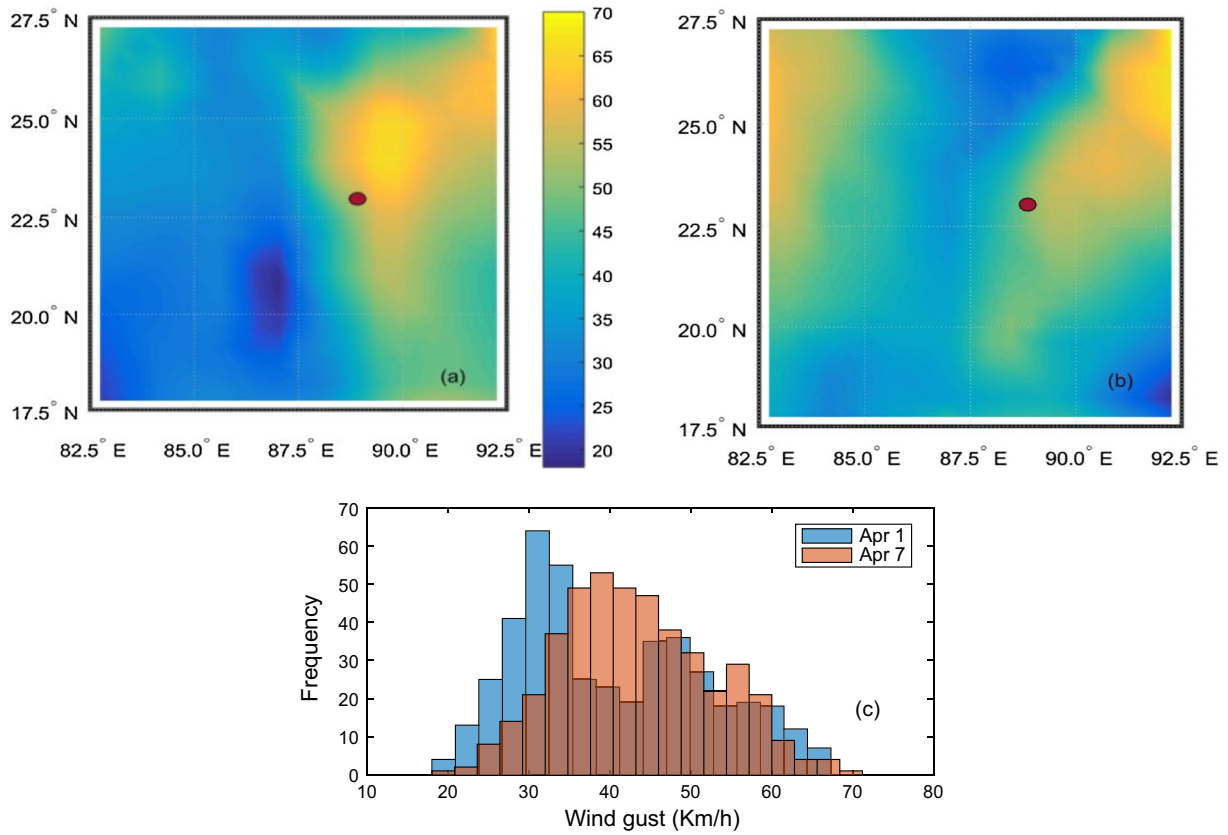 27.5° N
25.0° N
22.5° N
20.0° N
17.5° N
82.5° E 85.0° E 87.5° E 90.0° E 92.5° E
(a)
70
65
60
55
50
45
40
35
30
25
20
27.5° N
25.0° N
22.5° N
20.0° N
17.5° N
82.5° E 85.0° E 87.5° E 90.0° E 92.5° E
(b)
70
60
50
40
30
20
10
0
Frequency
Apr 1
Apr 7
(c)
10 20 30 40 50 60 70 80
Wind gust (Km/h)